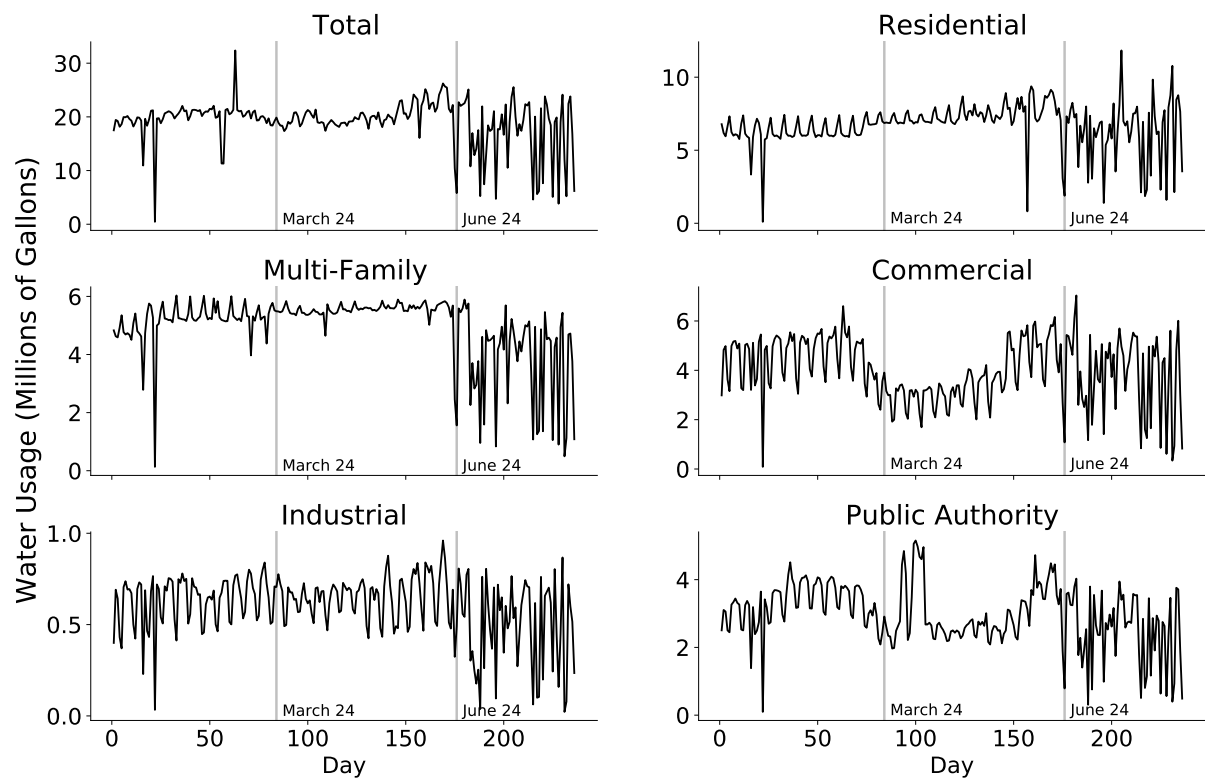 Total
Residential
Water Usage (Millions of Gallons)
30
20
10
0
March 24
June 24
10
5
0
March 24
June 24
Multi-Family
Commercial
6
4
2
0
March 24
June 24
6
4
2
0
March 24
June 24
Industrial
Public Authority
1.0
0.5
0.0
March 24
June 24
0 50 100 150 200
Day
4
2
0
March 24
June 24
0 50 100 150 200
Day